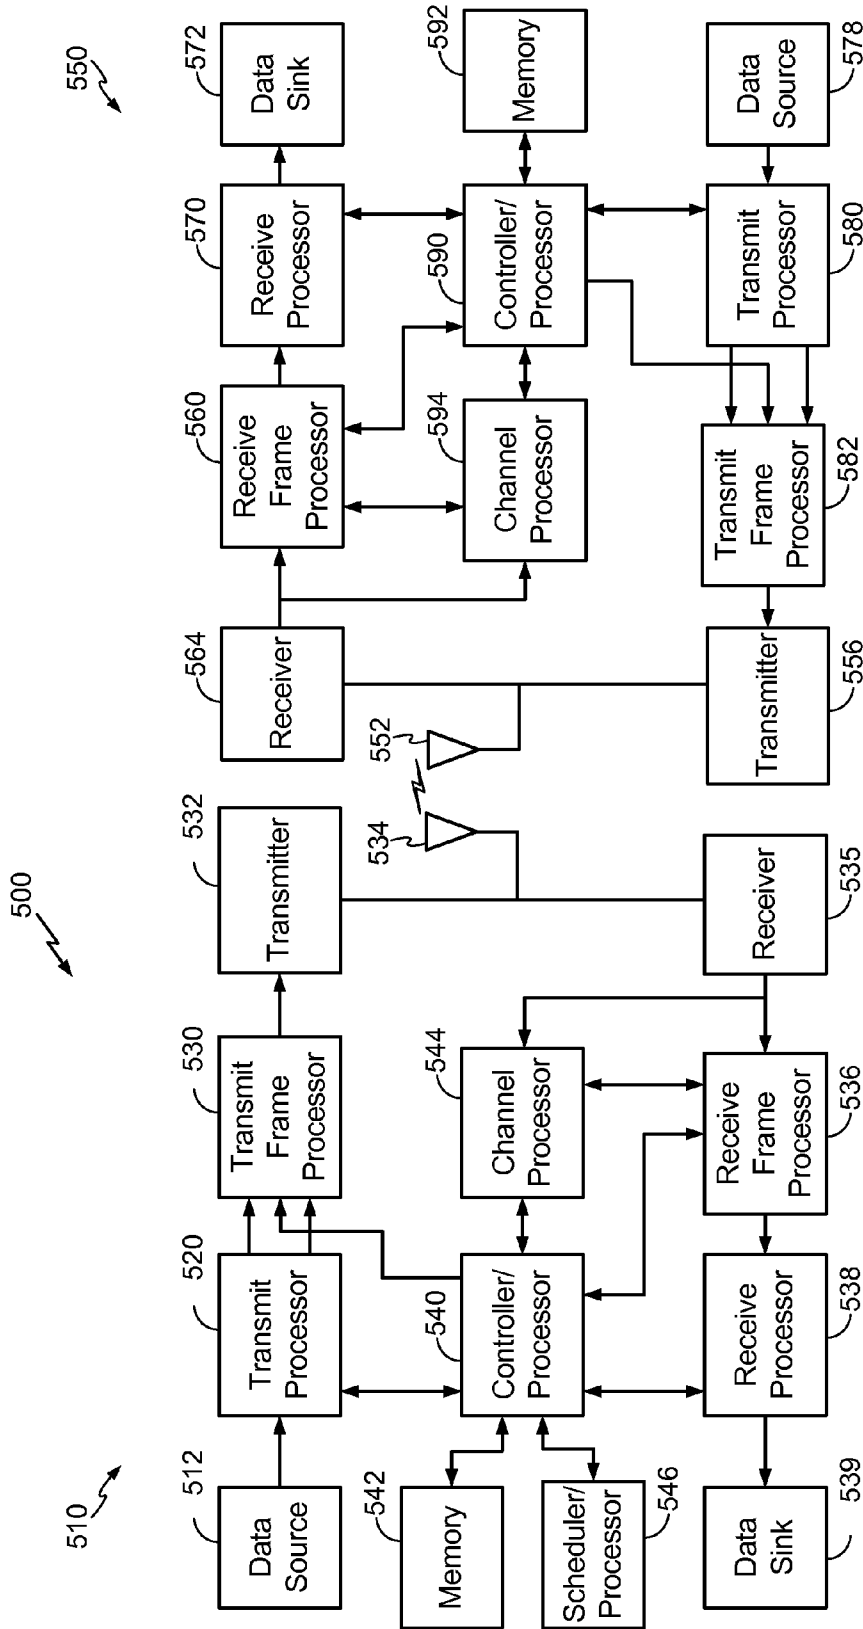 500
510
550
512
Data
Source
520
Transmit
Processor
530
Transmit
Frame
Processor
532
Transmitter
564
Receiver
560
Receive
Frame
Processor
570
Receive
Processor
572
Data
Sink
542
Memory
546
Scheduler/
Processor
540
Controller/
Processor
544
Channel
Processor
534
552
594
Channel
Processor
590
Controller/
Processor
592
Memory
539
Data
Sink
538
Receive
Processor
536
Receive
Frame
Processor
535
Receiver
556
Transmitter
582
Transmit
Frame
Processor
580
Transmit
Processor
578
Data
Source